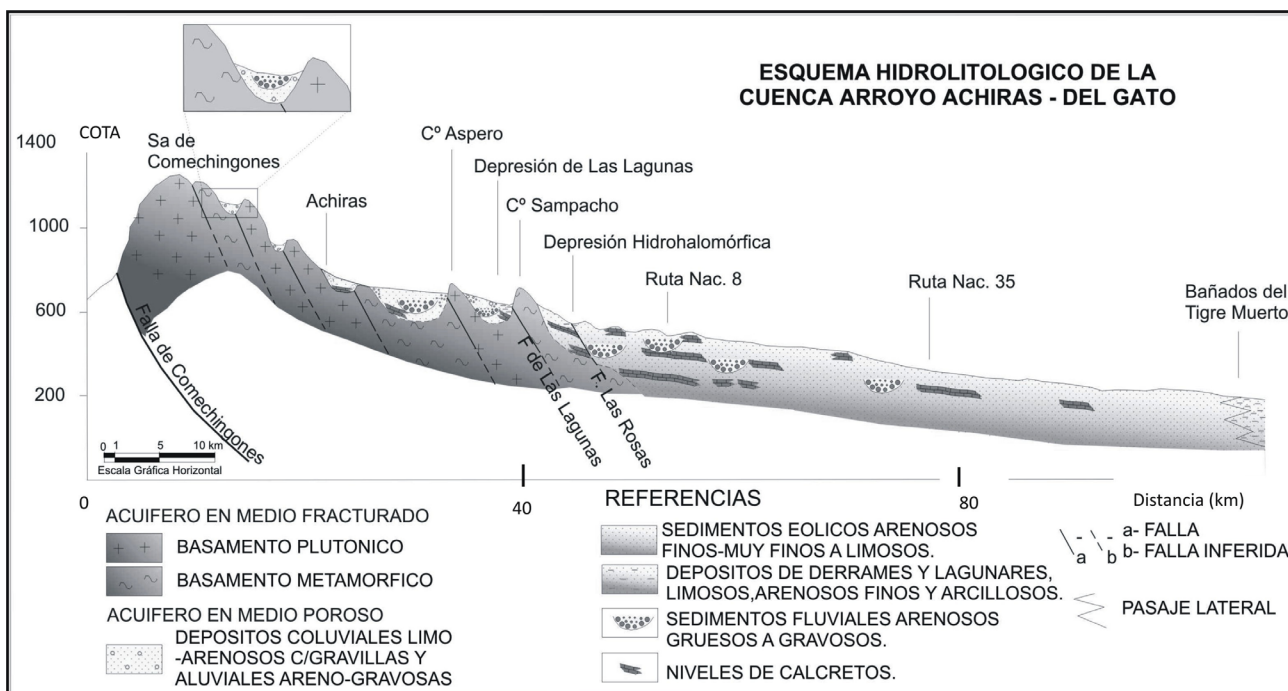 ESQUEMA HIDROLITOLOGICO DE LA
CUENCA ARROYO ACHIRAS - DEL GATO
COTA
1400
1000
600
200
Sa de
Comechingones
Achiras
Cº Aspero
Depresión de Las Lagunas
Cº Sampacho
Depresión Hidrohalomórfica
Ruta Nac. 8
Ruta Nac. 35
Bañados del
Tigre Muerto
Falla de Comechingones
F de Las Lagunas
F. Las Rosas
0 1 5 10 km
Escala Gráfica Horizontal
0
40
80
Distancia (km)
ACUIFERO EN MEDIO FRACTURADO
BASAMENTO PLUTONICO
BASAMENTO METAMORFICO
ACUIFERO EN MEDIO POROSO
DEPOSITOS COLUVIALES LIMO
-ARENOSOS C/GRAVILLAS Y
ALUVIALES ARENO-GRAVOSAS
REFERENCIAS
SEDIMENTOS EOLICOS ARENOSOS
FINOS-MUY FINOS A LIMOSOS.
DEPOSITOS DE DERRAMES Y LAGUNARES,
LIMOSOS,ARENOSOS FINOS Y ARCILLOSOS.
SEDIMENTOS FLUVIALES ARENOSOS
GRUESOS A GRAVOSOS.
NIVELES DE CALCRETOS.
a b
a- FALLA
b- FALLA INFERIDA
PASAJE LATERAL